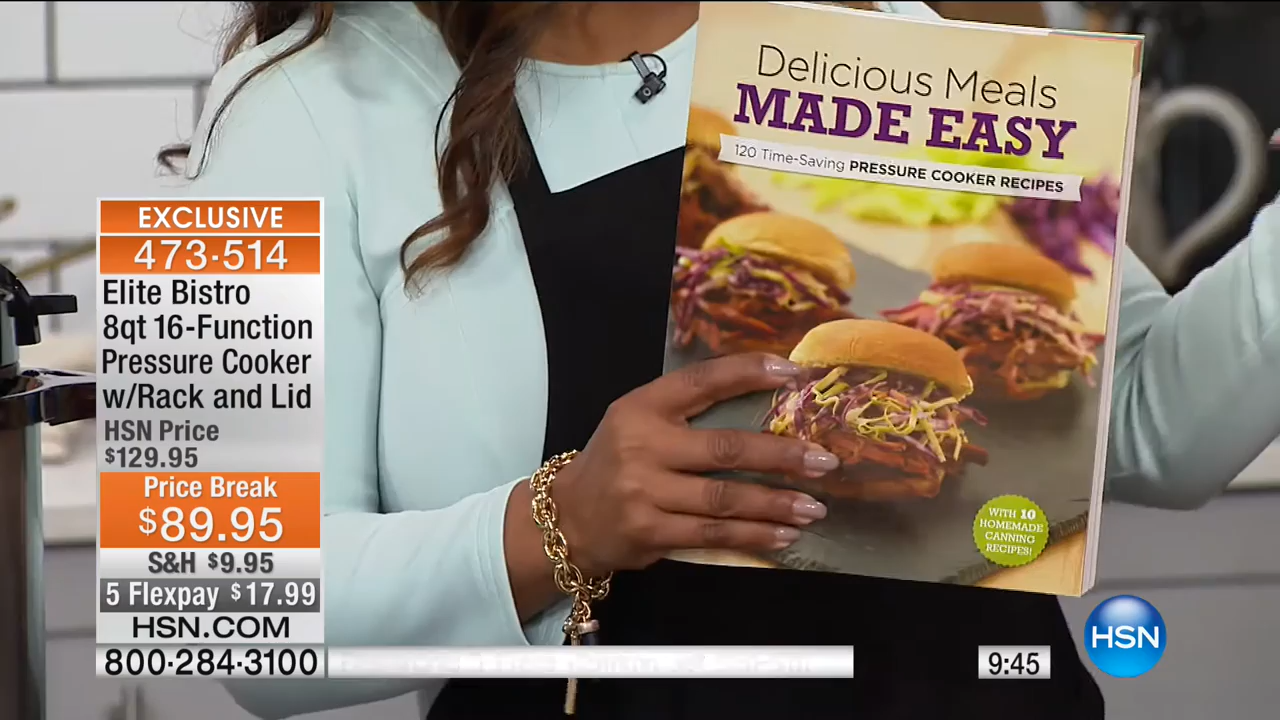 EXCLUSIVE
473-514
Elite Bistro
8qt 16-Function
Pressure Cooker
w/Rack and Lid
HSN Price
$129.95
Price Break
$89.95
S&H $9.95
5 Flexpay $17.99
HSN.COM
800-284-3100
Delicious Meals
MADE EASY
120 Time-Saving PRESSURE COOKER RECIPES
WITH 10
HOMEMADE
CANNING
RECIPES!
9:45
HSN